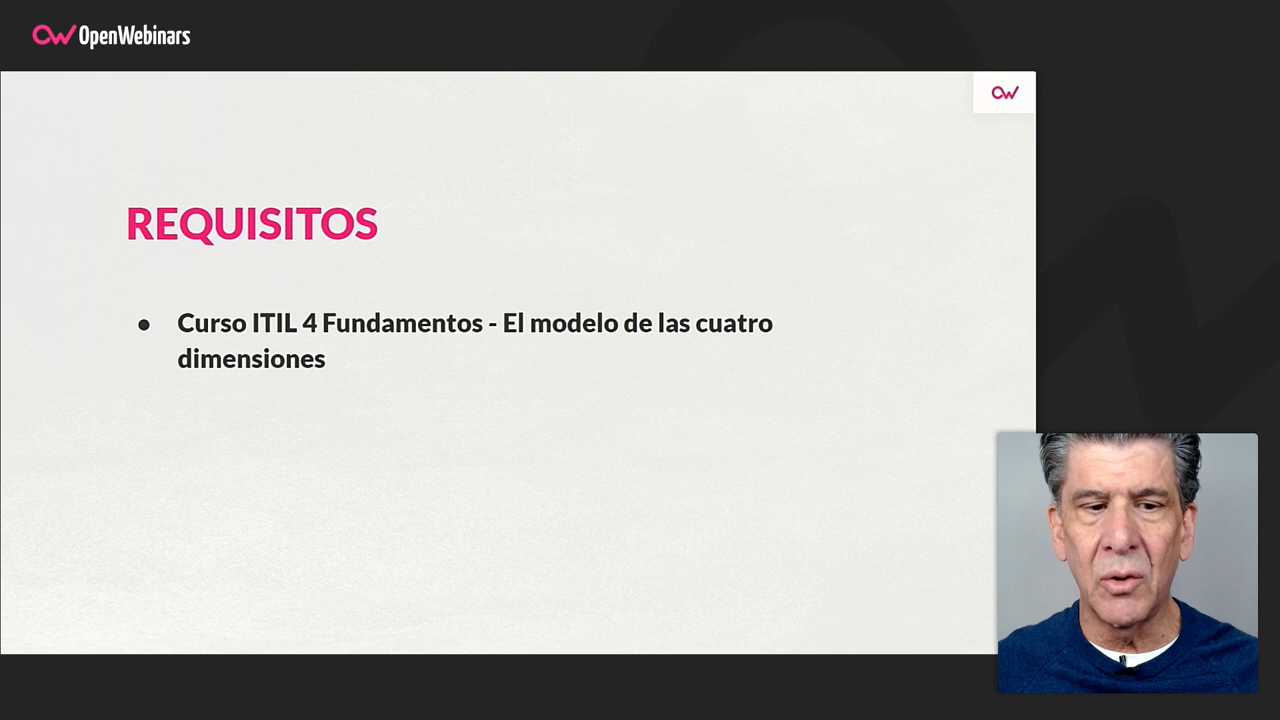 OpenWebinars
REQUISITOS
● Curso ITIL 4 Fundamentos - El modelo de las cuatro
dimensiones